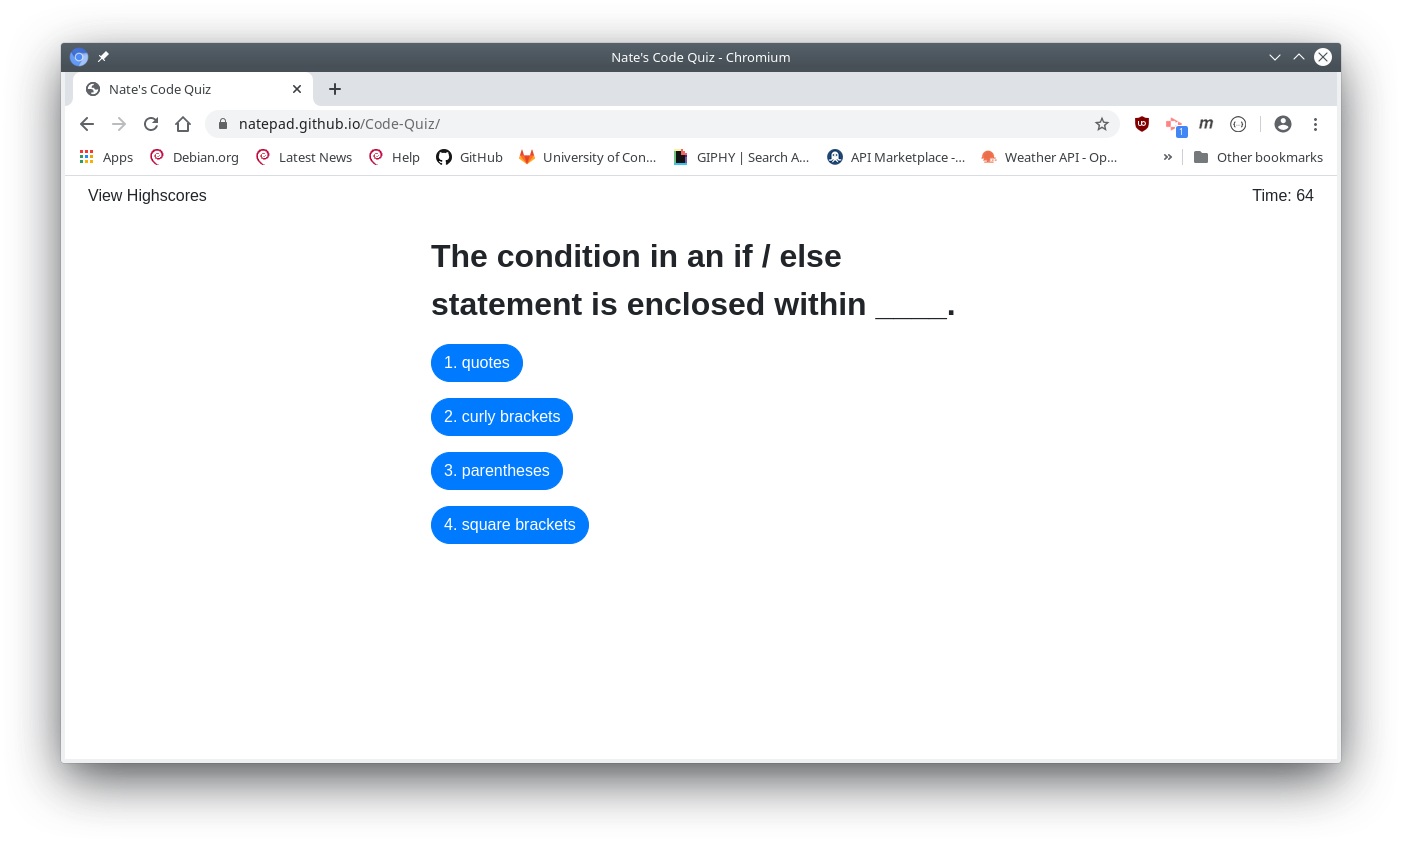 Nate's Code Quiz - Chromium
Nate's Code Quiz
natepad.github.io/Code-Quiz/
1
Apps Debian.org Latest News Help GitHub University of Con... GIPHY | Search A... API Marketplace -... Weather API - Op... » Other bookmarks
View Highscores Time: 64
The condition in an if / else
statement is enclosed within ____.
1. quotes
2. curly brackets
3. parentheses
4. square brackets